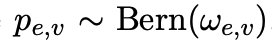 p_{e,v} ∼ Bern(ω_{e,v})